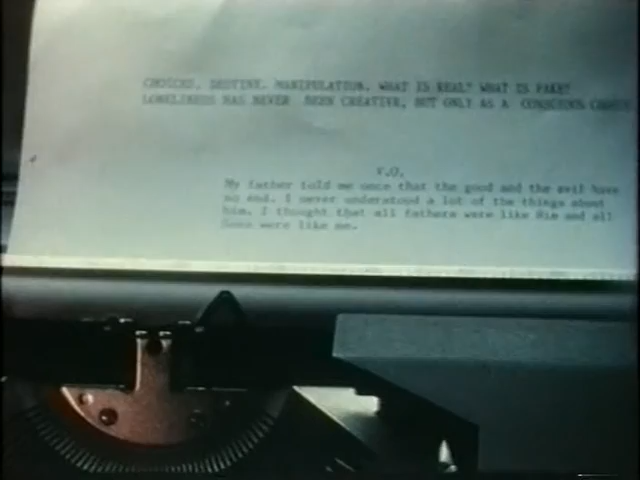 CHOICES. DESTINY. MANIPULATION. WHAT IS REAL? WHAT IS FAKE?
LONELINESS HAS NEVER BEEN CREATIVE, BUT ONLY AS A CONSCIOUS
V.O.
My father told me once that the good and the evil have
no end. I never understood a lot of the things about
him. I thought that all fathers were like Him and all
Sons were like me.